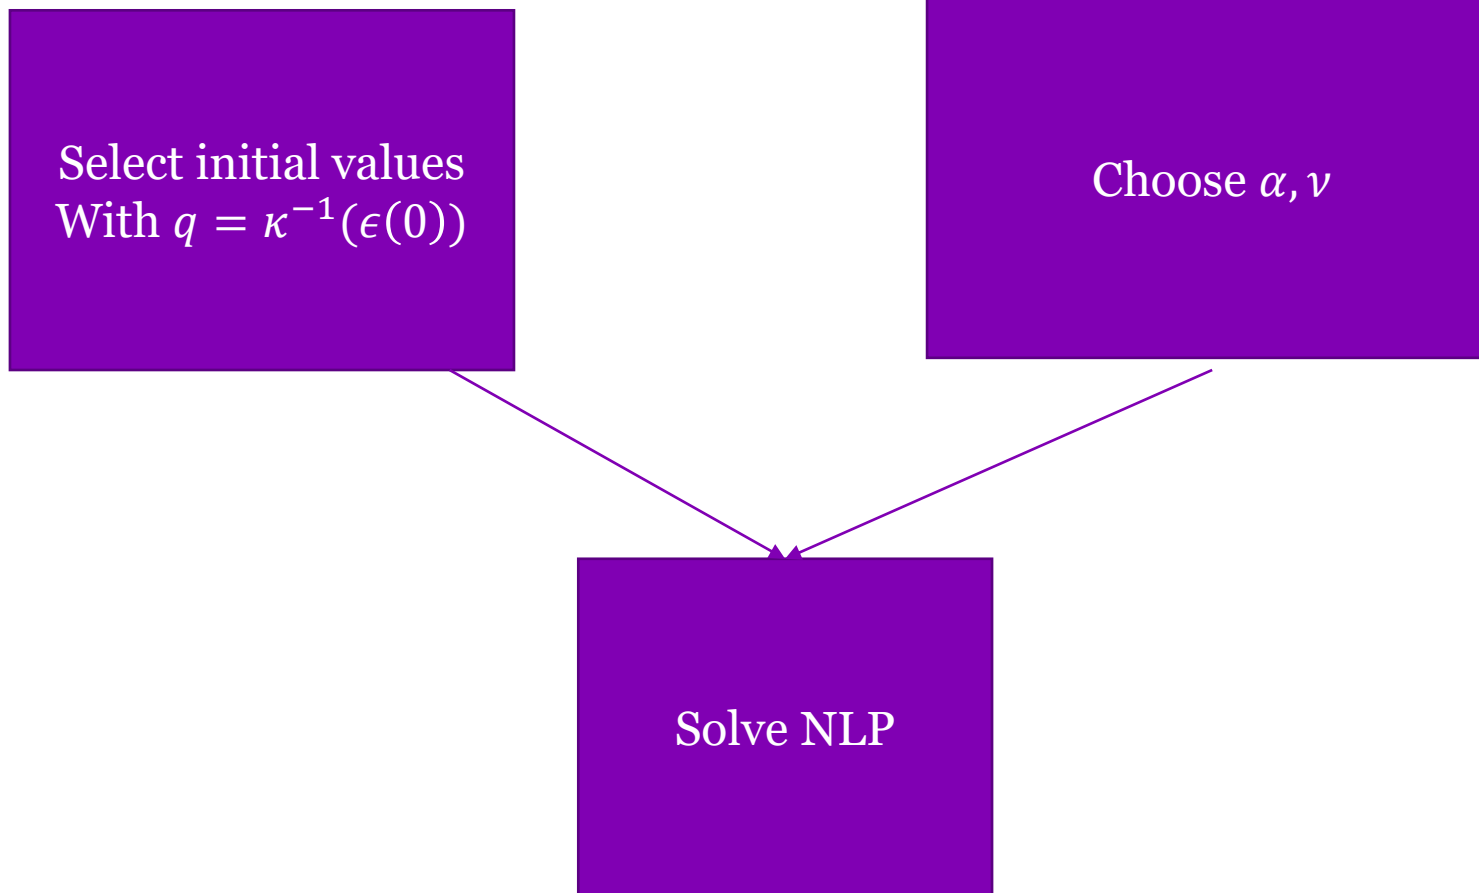 Select initial values
With 𝑞 = 𝜅⁻¹(𝜖(0))
Choose 𝛼, 𝜈
Solve NLP